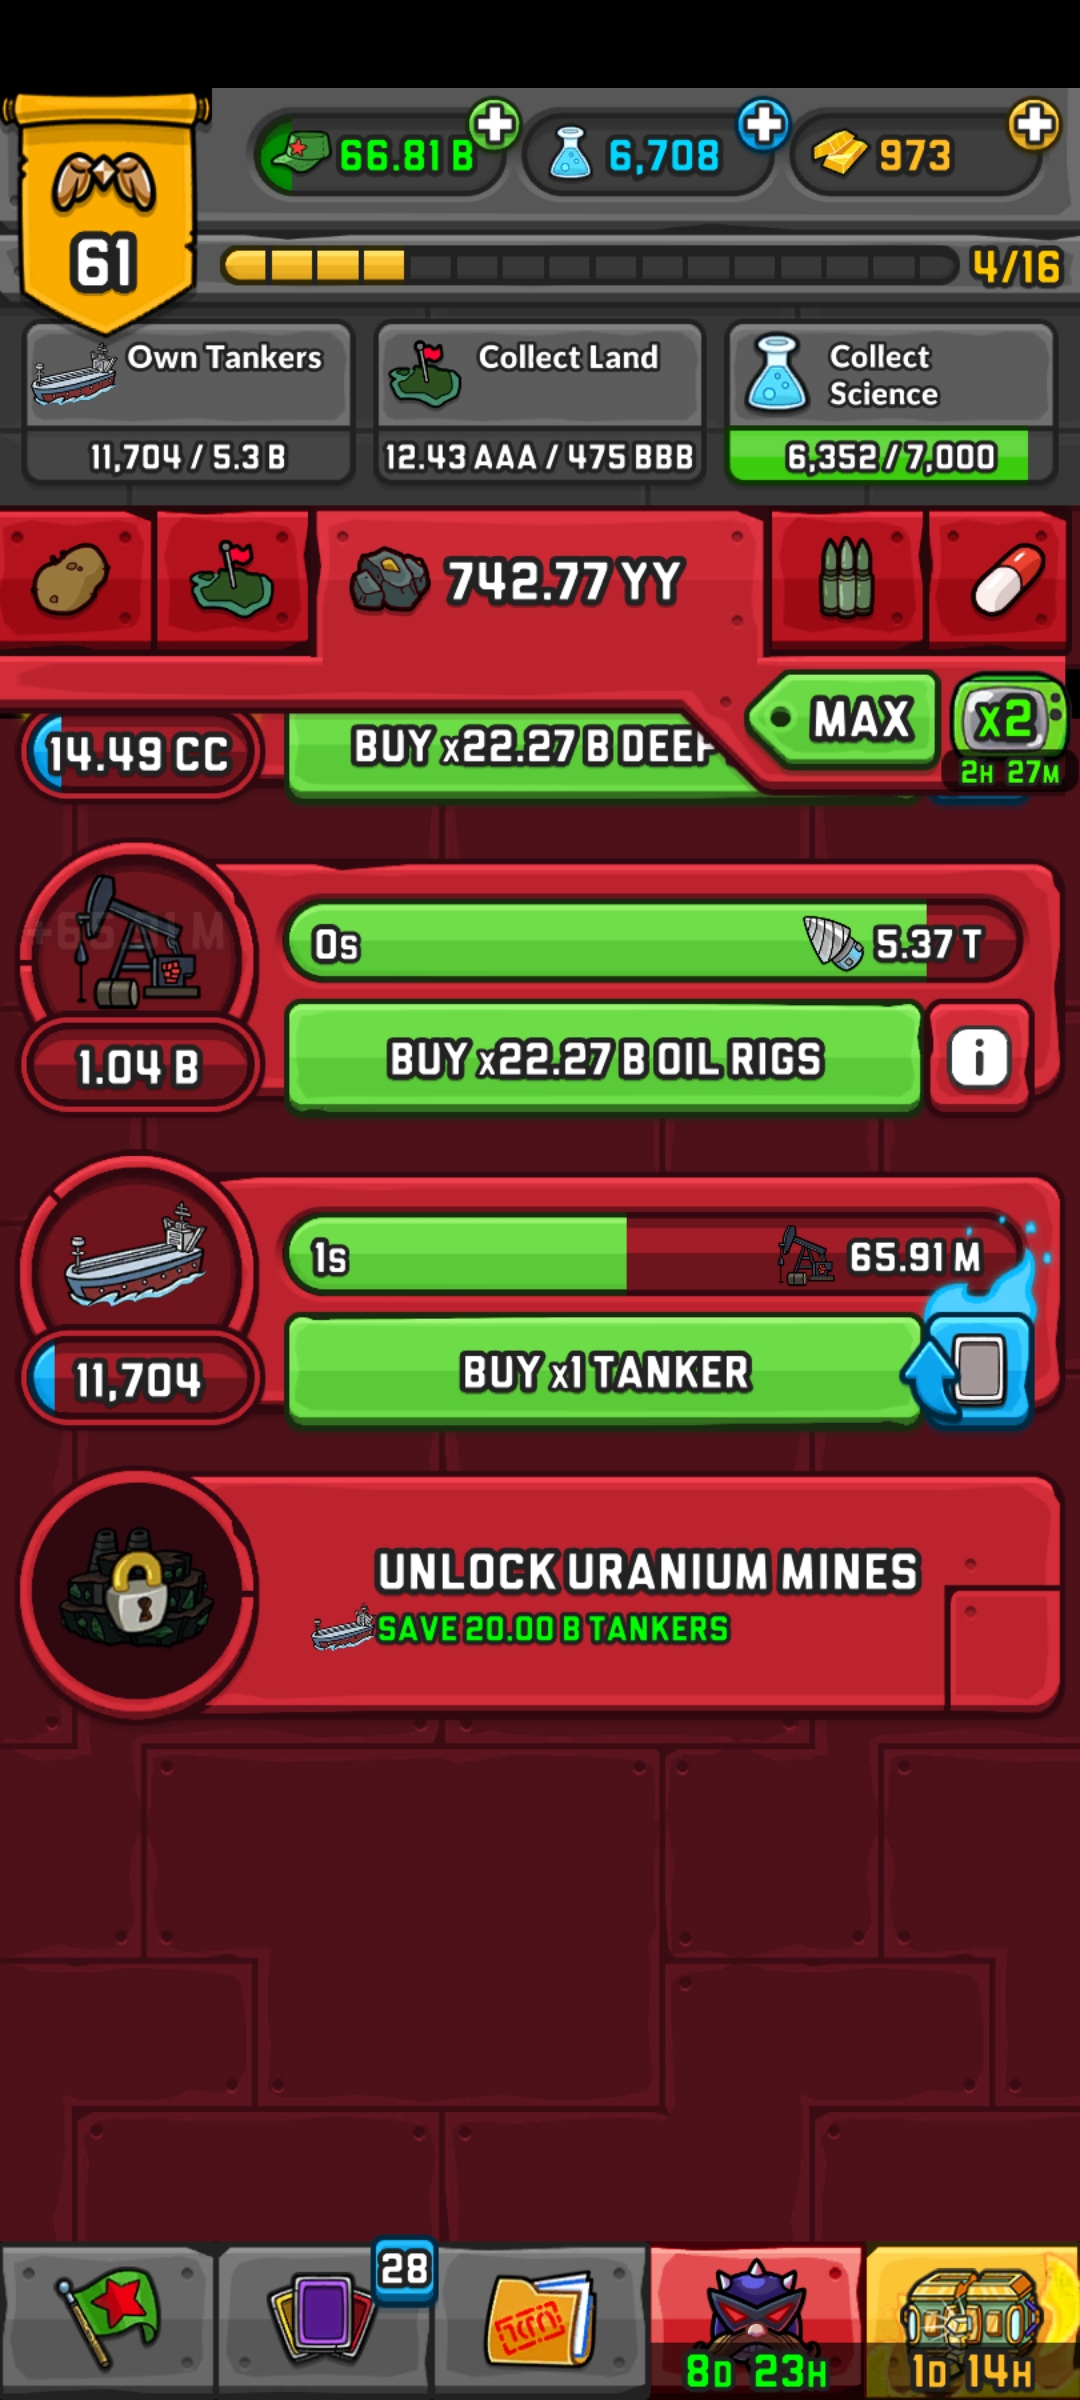 66.81 B
6,708
973
61
4/16
Own Tankers
11,704 / 5.3 B
Collect Land
12.43 AAA / 475 BBB
Collect
Science
6,352 / 7,000
742.77 YY
MAX
x2
2H 27M
14.49 CC
BUY x22.27 B DEEP
+65.91 M
0s
5.37 T
1.04 B
BUY x22.27 B OIL RIGS
i
1s
65.91 M
11,704
BUY x1 TANKER
UNLOCK URANIUM MINES
SAVE 20.00 B TANKERS
28
8D 23H
1D 14H